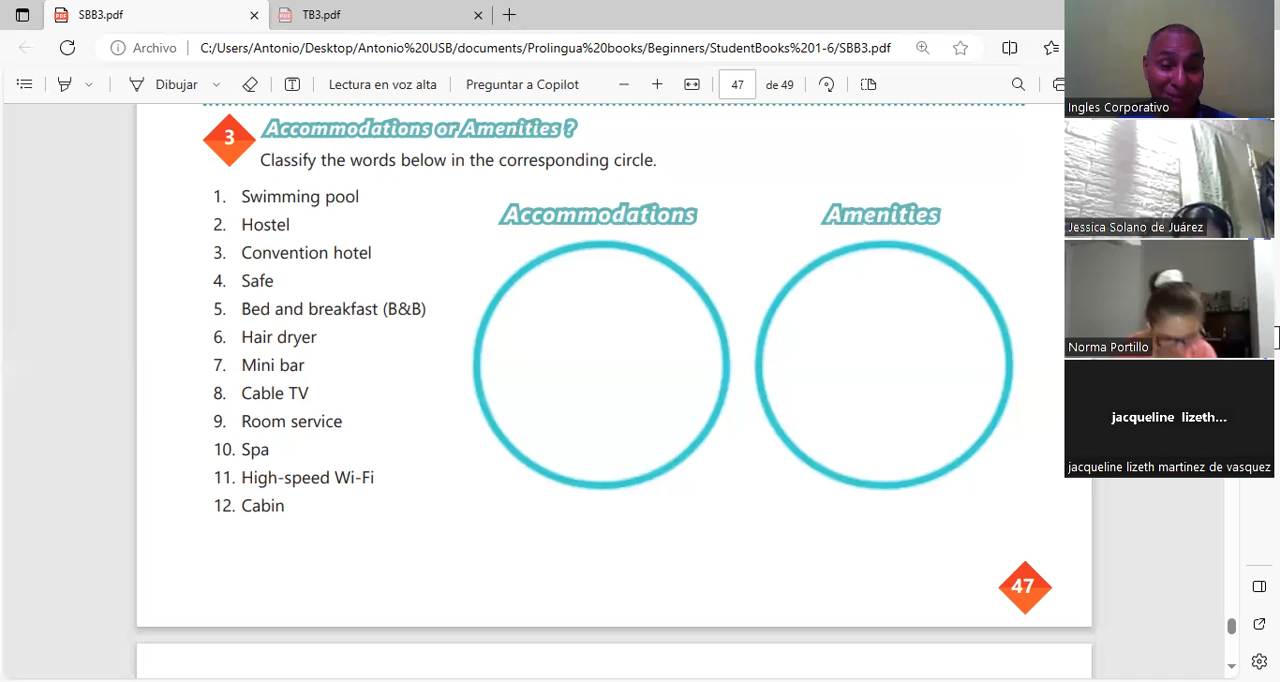 SBB3.pdf
TB3.pdf
Archivo
C:/Users/Antonio/Desktop/Antonio%20USB/documents/Prolingua%20books/Beginners/StudentBooks%201-6/SBB3.pdf
Dibujar
Lectura en voz alta
Preguntar a Copilot
47
de 49
3
Accommodations or Amenities ?
Classify the words below in the corresponding circle.
1. Swimming pool
2. Hostel
3. Convention hotel
4. Safe
5. Bed and breakfast (B&B)
6. Hair dryer
7. Mini bar
8. Cable TV
9. Room service
10. Spa
11. High-speed Wi-Fi
12. Cabin
Accommodations
Amenities
47
Ingles Corporativo
Jessica Solano de Juárez
Norma Portillo
jacqueline lizeth...
jacqueline lizeth martinez de vasquez